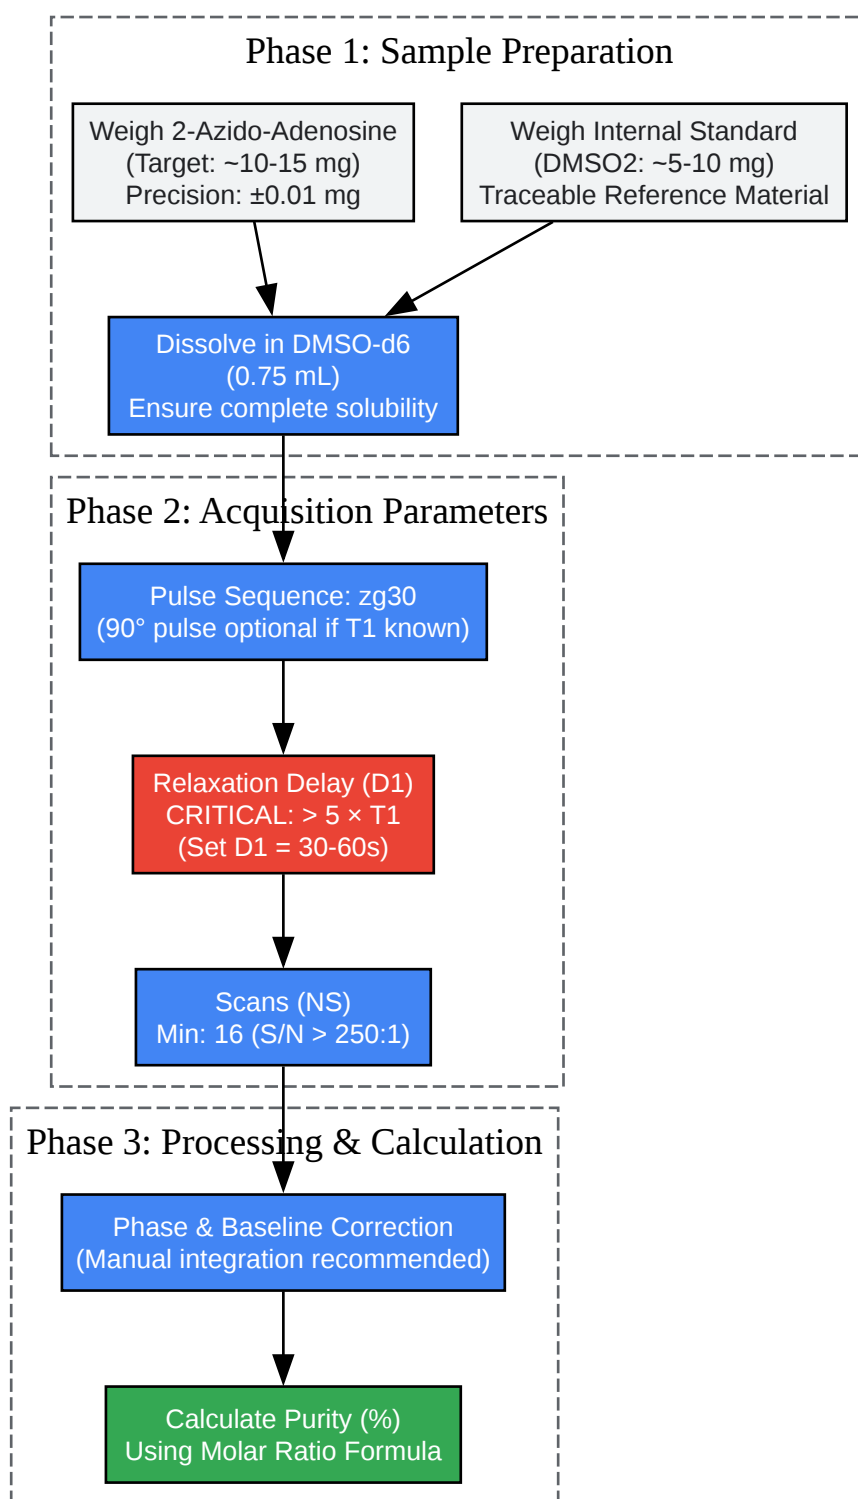 Phase 1: Sample Preparation
Weigh 2-Azido-Adenosine
(Target: ~10-15 mg)
Precision: ±0.01 mg
Weigh Internal Standard
(DMSO2: ~5-10 mg)
Traceable Reference Material
Dissolve in DMSO-d6
(0.75 mL)
Ensure complete solubility
Phase 2: Acquisition Parameters
Pulse Sequence: zg30
(90° pulse optional if T1 known)
Relaxation Delay (D1)
CRITICAL: > 5 × T1
(Set D1 = 30-60s)
Scans (NS)
Min: 16 (S/N > 250:1)
Phase 3: Processing & Calculation
Phase & Baseline Correction
(Manual integration recommended)
Calculate Purity (%)
Using Molar Ratio Formula